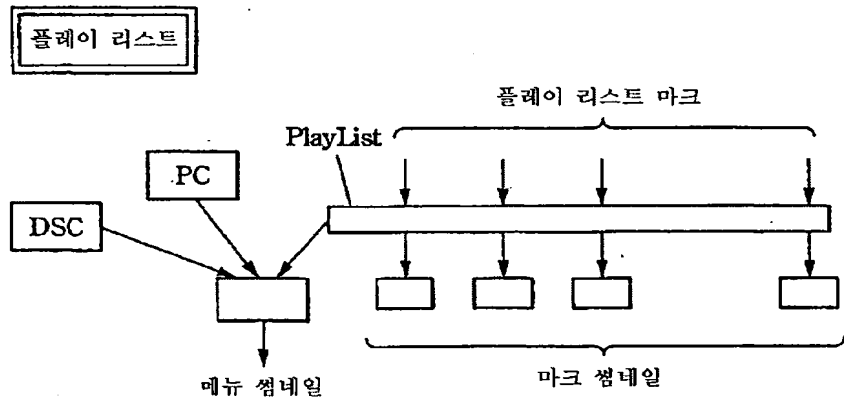 플레이 리스트
플레이 리스트 마크
PlayList
PC
DSC
메뉴 썸네일
마크 썸네일